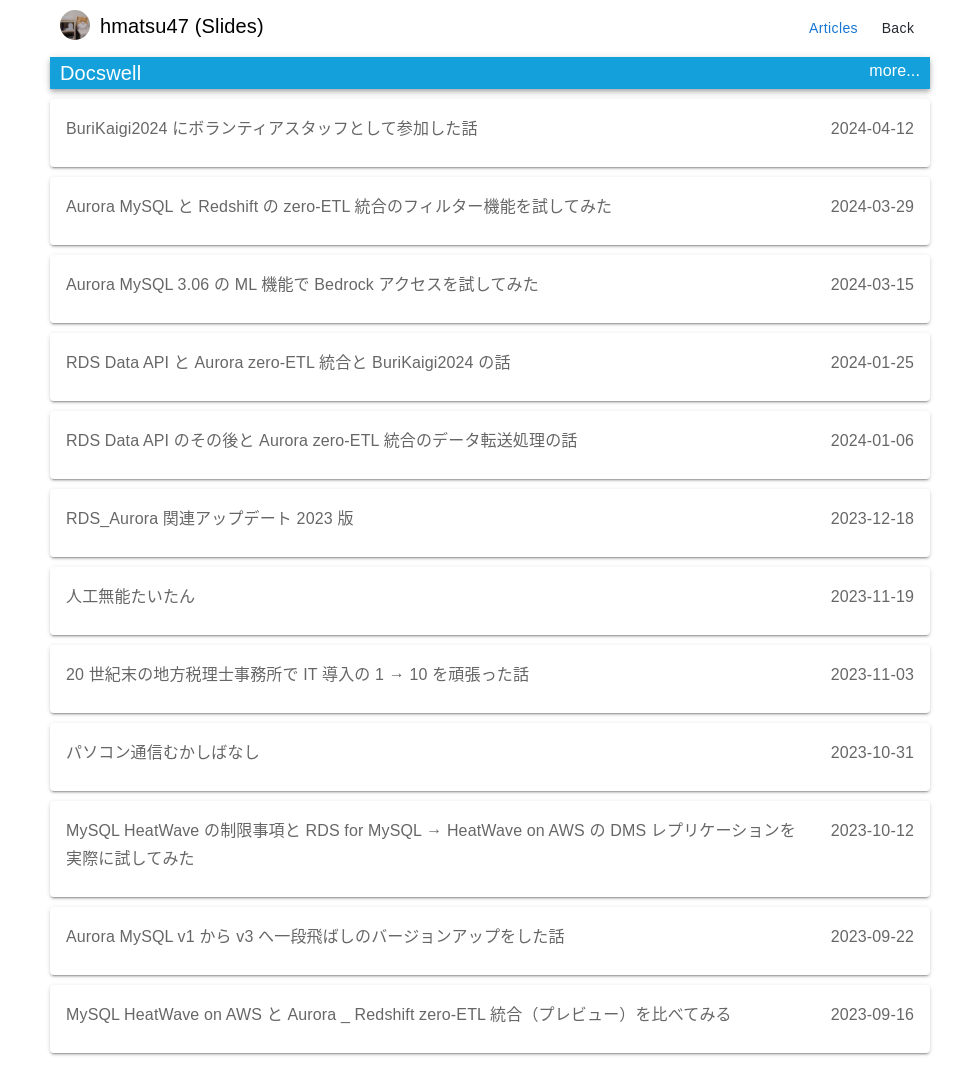 hmatsu47 (Slides)
Articles
Back
Docswell
more...
BuriKaigi2024 にボランティアスタッフとして参加した話
2024-04-12
Aurora MySQL と Redshift の zero-ETL 統合のフィルター機能を試してみた
2024-03-29
Aurora MySQL 3.06 の ML 機能で Bedrock アクセスを試してみた
2024-03-15
RDS Data API と Aurora zero-ETL 統合と BuriKaigi2024 の話
2024-01-25
RDS Data API のその後と Aurora zero-ETL 統合のデータ転送処理の話
2024-01-06
RDS_Aurora 関連アップデート 2023 版
2023-12-18
人工無能たいたん
2023-11-19
20 世紀末の地方税理士事務所で IT 導入の 1 → 10 を頑張った話
2023-11-03
パソコン通信むかしばなし
2023-10-31
MySQL HeatWave の制限事項と RDS for MySQL → HeatWave on AWS の DMS レプリケーションを
実際に試してみた
2023-10-12
Aurora MySQL v1 から v3 へ一段飛ばしのバージョンアップをした話
2023-09-22
MySQL HeatWave on AWS と Aurora _ Redshift zero-ETL 統合（プレビュー）を比べてみる
2023-09-16